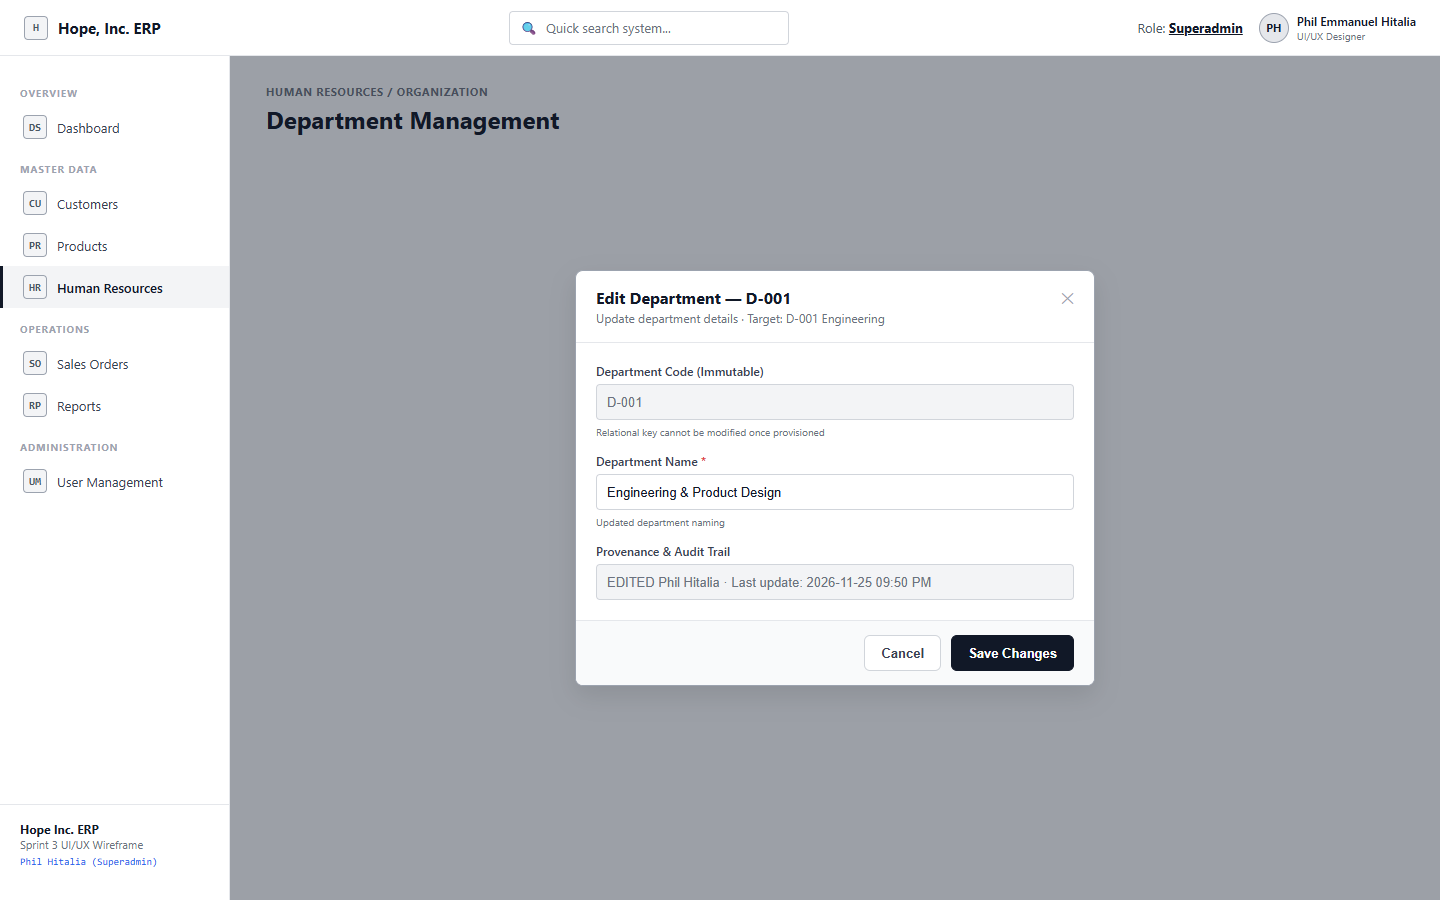 H
Hope, Inc. ERP
Quick search system...
Role: Superadmin
PH
Phil Emmanuel Hitalia
UI/UX Designer
OVERVIEW
DS
Dashboard
MASTER DATA
CU
Customers
PR
Products
HR
Human Resources
OPERATIONS
SO
Sales Orders
RP
Reports
ADMINISTRATION
UM
User Management
Hope Inc. ERP
Sprint 3 UI/UX Wireframe
Phil Hitalia (Superadmin)
HUMAN RESOURCES / ORGANIZATION
Department Management
Edit Department — D-001
Update department details · Target: D-001 Engineering
Department Code (Immutable)
D-001
Relational key cannot be modified once provisioned
Department Name *
Engineering & Product Design
Updated department naming
Provenance & Audit Trail
EDITED Phil Hitalia · Last update: 2026-11-25 09:50 PM
Cancel
Save Changes